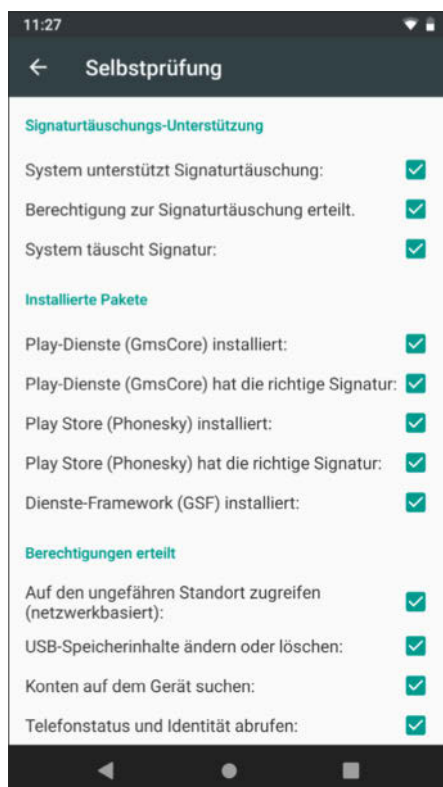 11:27
Selbstprüfung
Signaturtäuschungs-Unterstützung
System unterstützt Signaturtäuschung:
Berechtigung zur Signaturtäuschung erteilt.
System täuscht Signatur:
Installierte Pakete
Play-Dienste (GmsCore) installiert:
Play-Dienste (GmsCore) hat die richtige Signatur:
Play Store (Phonesky) installiert:
Play Store (Phonesky) hat die richtige Signatur:
Dienste-Framework (GSF) installiert:
Berechtigungen erteilt
Auf den ungefähren Standort zugreifen
(netzwerkbasiert):
USB-Speicherinhalte ändern oder löschen:
Konten auf dem Gerät suchen:
Telefonstatus und Identität abrufen: